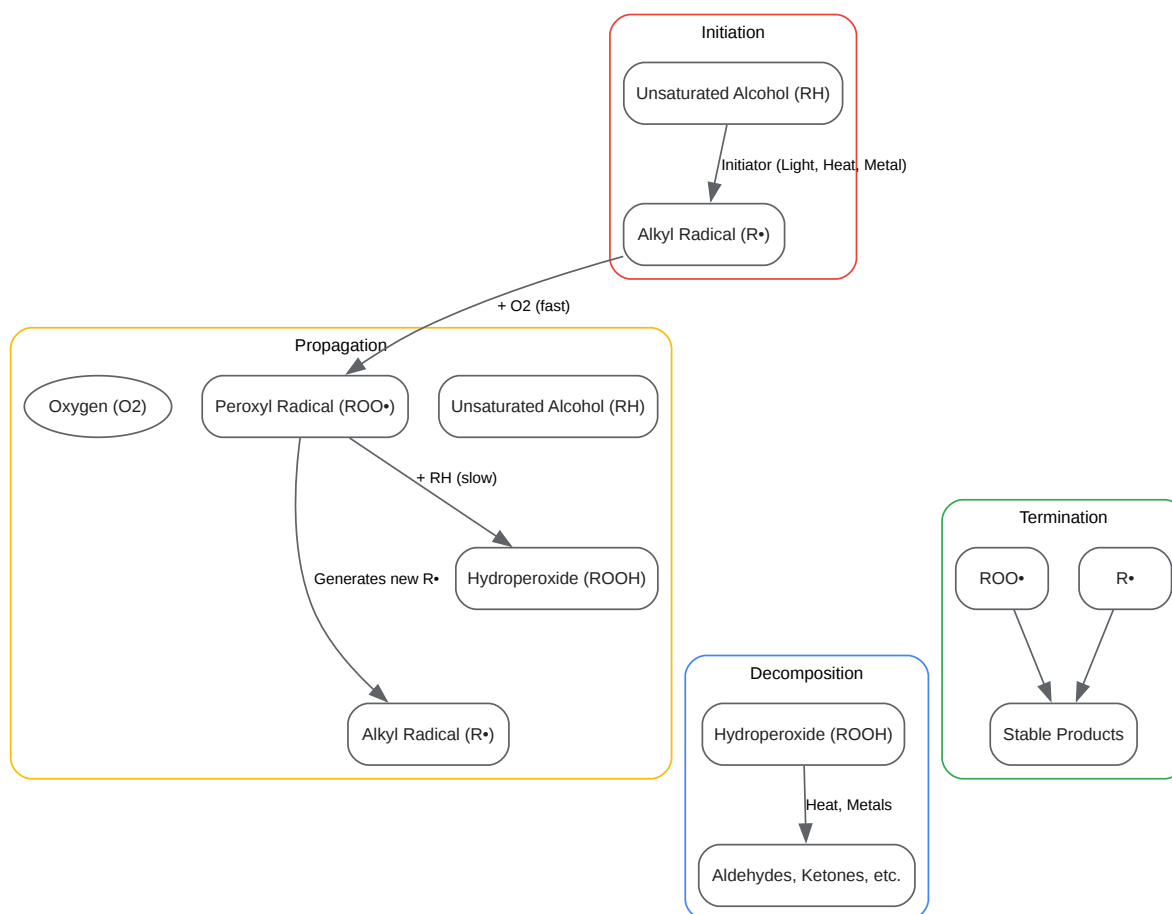 Initiation
Unsaturated Alcohol (RH)
Initiator (Light, Heat, Metal)
Alkyl Radical (R•)
+ O2 (fast)
Propagation
Oxygen (O2)
Peroxyl Radical (ROO•)
Unsaturated Alcohol (RH)
+ RH (slow)
Generates new R•
Hydroperoxide (ROOH)
Alkyl Radical (R•)
Termination
ROO•
R•
Stable Products
Decomposition
Hydroperoxide (ROOH)
Heat, Metals
Aldehydes, Ketones, etc.